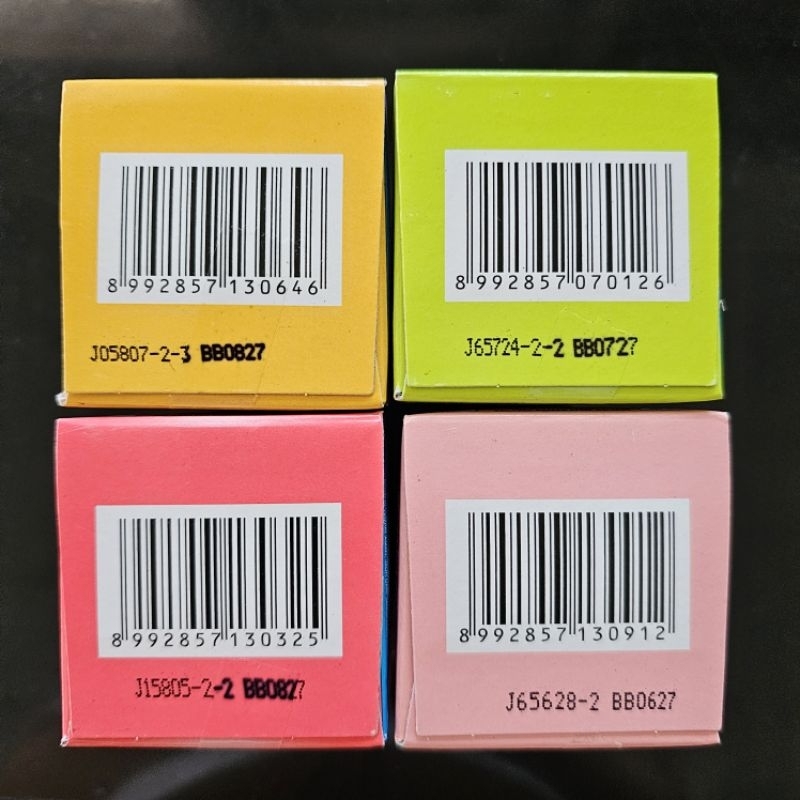 8 992857 130646
J05807-2-3 BB0827
8 992857 070126
J65724-2-2 BB0727
8 992857 130325
J15805-2-2 BB0827
8 992857 130912
J65628-2 BB0627